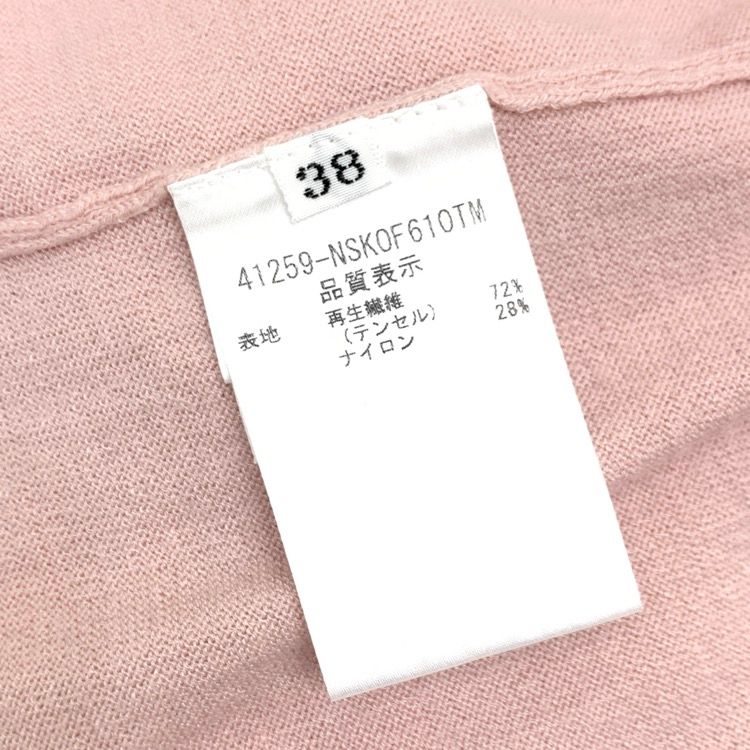 38
41259-NSKOF610TM
品質表示
表地 再生繊維 72%
(テンセル) 28%
ナイロン